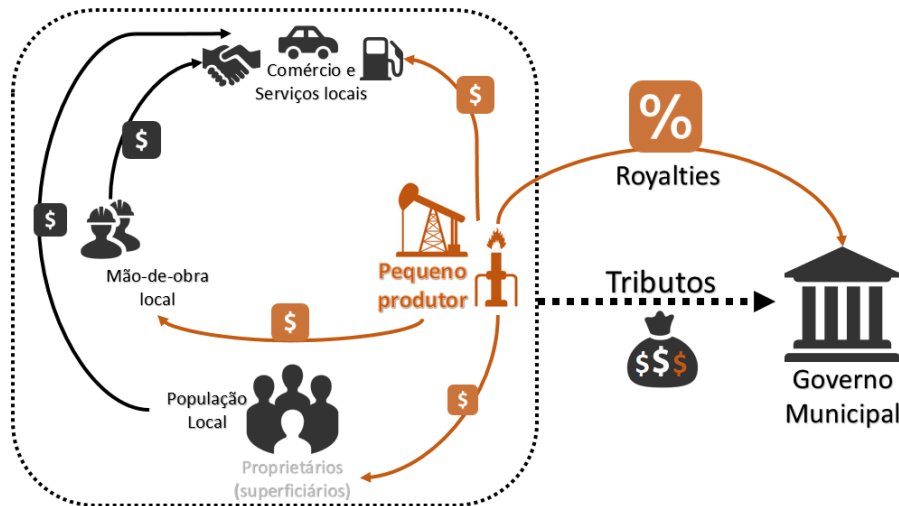 Comércio e
Serviços locais
$
%
$
Royalties
$
Pequeno
produtor
Mão-de-obra
local
Tributos
$
$$$
População
Local
$
Governo
Municipal
Proprietários
(superficiários)